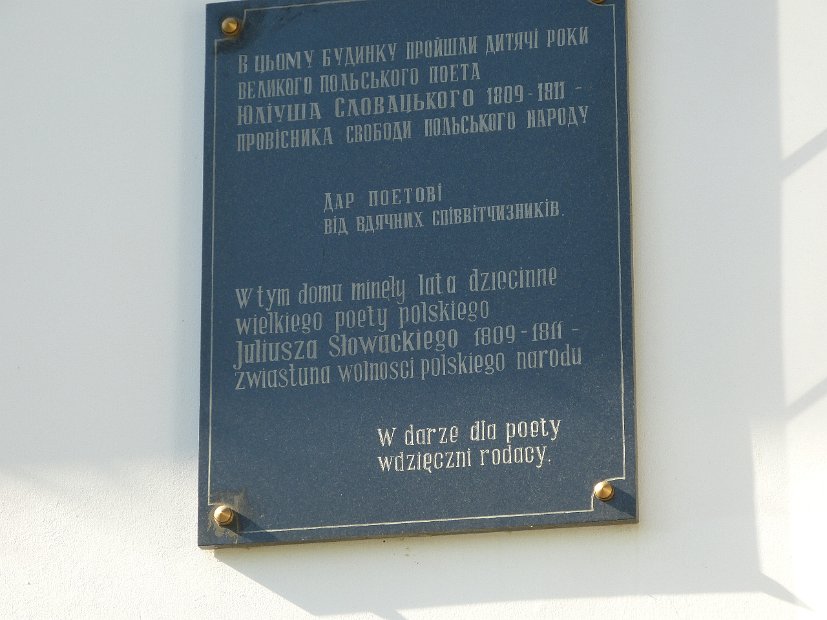 В цьому будинку пройшли дитячі роки
великого польського поета
Юліуша Словацького 1809-1811 -
провісника свободи польського народу
Дар поетові
від вдячних співвітчизників.
W tym domu minęły lata dziecinne
wielkiego poety polskiego
Juliusza Słowackiego 1809-1811 -
zwiastuna wolności polskiego narodu
W darze dla poety
wdzięczni rodacy.